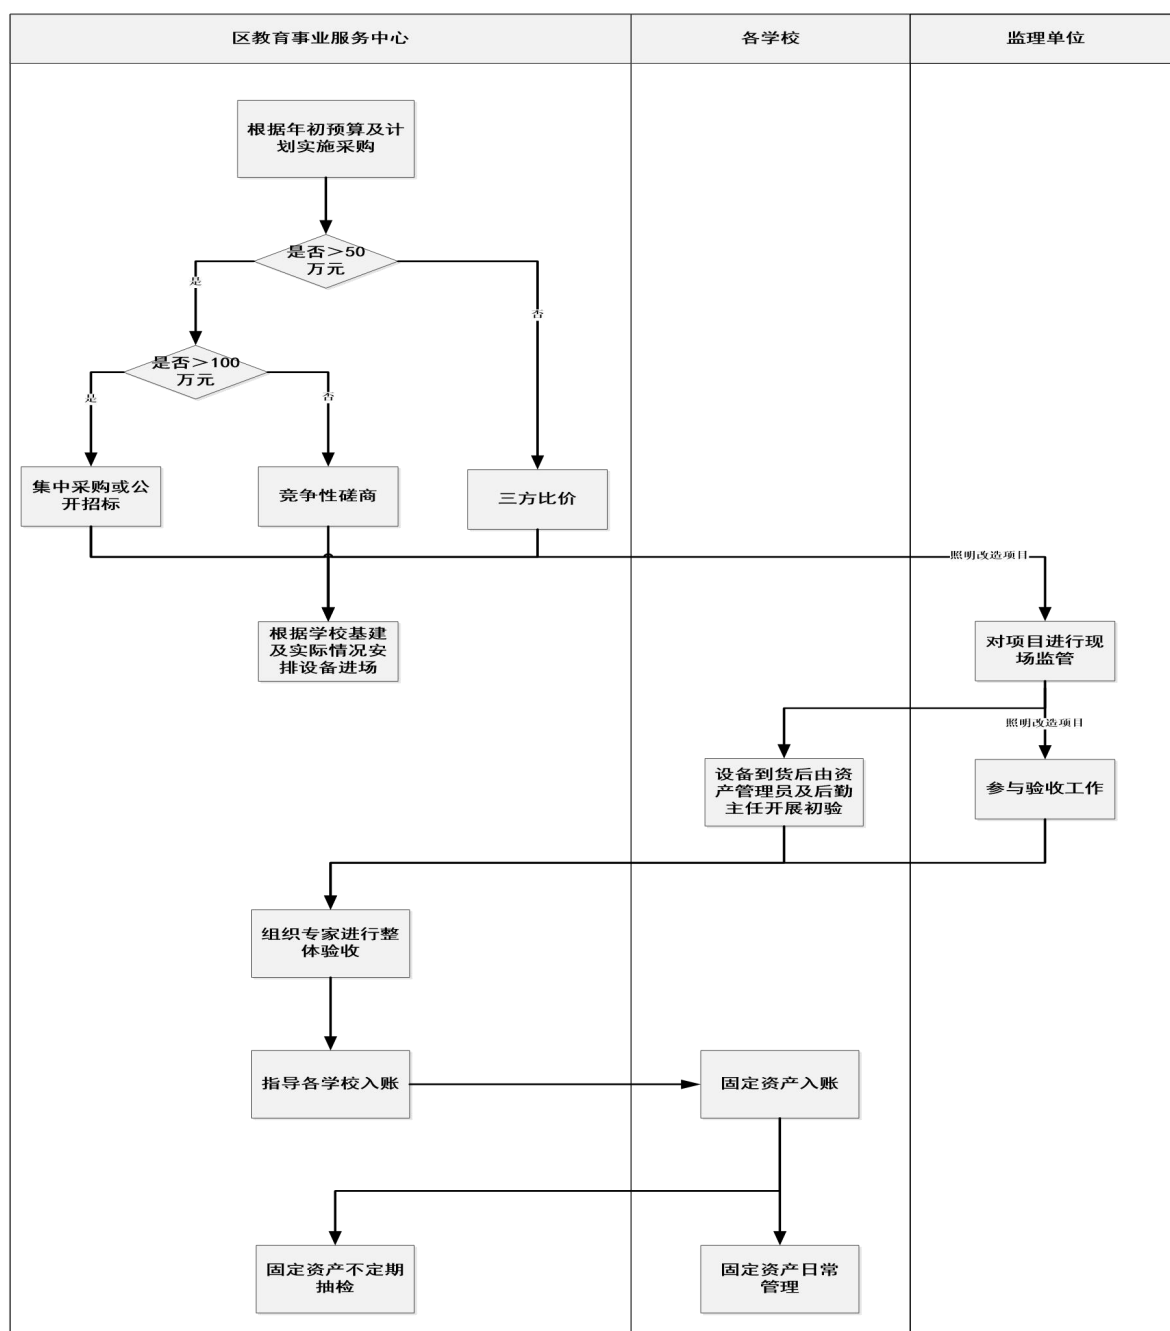 区教育事业服务中心
各学校
监理单位
根据年初预算及计
划实施采购
是否＞50
万元
是
否
是否＞100
万元
是
否
集中采购或公
开招标
竞争性磋商
三方比价
照明改造项目
根据学校基建
及实际情况安
排设备进场
对项目进行现
场监管
照明改造项目
设备到货后由资
产管理员及后勤
主任开展初验
参与验收工作
组织专家进行整
体验收
指导各学校入账
固定资产入账
固定资产不定期
抽检
固定资产日常
管理